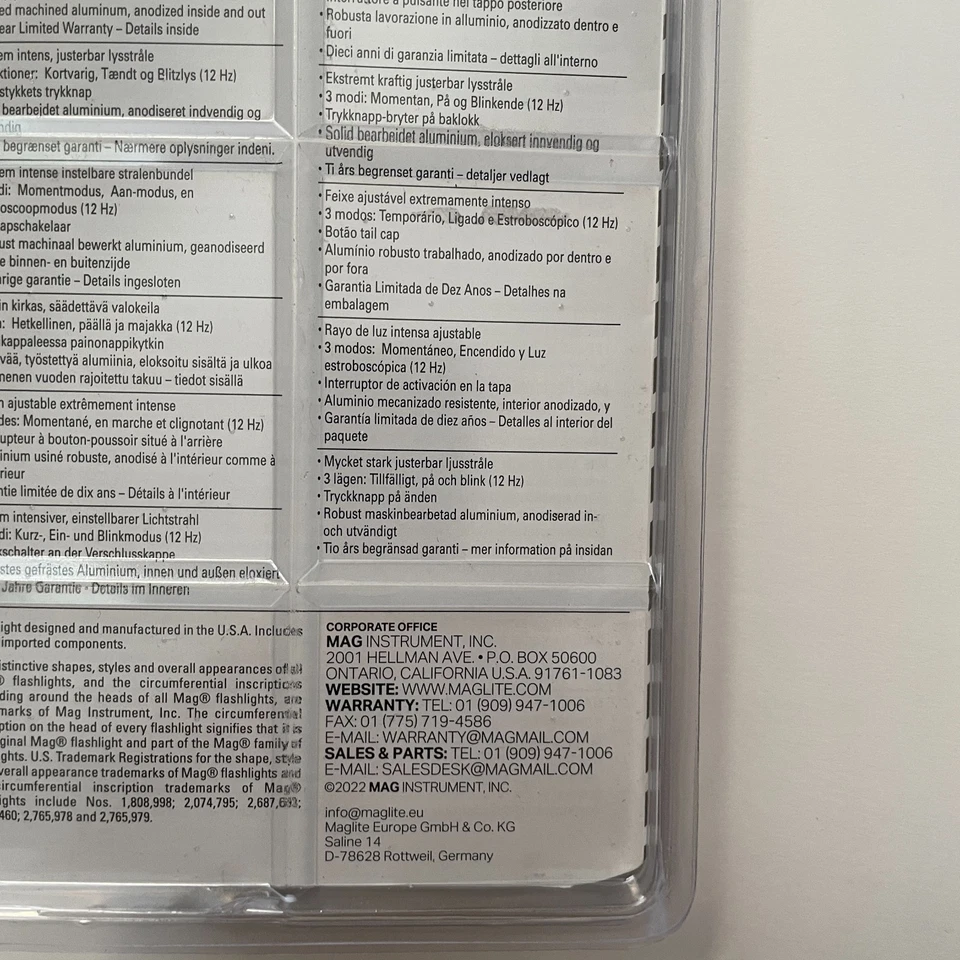 ed machined aluminum, anodized inside and out
ear Limited Warranty – Details inside
em intens, justerbar lysstråle
ktioner: Kortvarig, Tændt og Blitzlys (12 Hz)
stykkets trykknap
bearbejdet aluminium, anodiseret indvendig og
ndig
begrænset garanti – Nærmere oplysninger indeni.
em intense instelbare stralenbundel
di: Momentmodus, Aan-modus, en
oscoopmodus (12 Hz)
apschakelaar
ust machinaal bewerkt aluminium, geanodiseerd
e binnen- en buitenzijde
arige garantie – Details ingesloten
in kirkas, säädettävä valokeila
a: Hetkellinen, päällä ja majakka (12 Hz)
kappaleessa painonappikytkin
vää, työstettyä alumiinia, eloksoitu sisältä ja ulkoa
menen vuoden rajoitettu takuu – tiedot sisällä
n ajustable extrêmement intense
des: Momentané, en marche et clignotant (12 Hz)
upteur à bouton-poussoir situé à l'arrière
inium usiné robuste, anodisé à l'intérieur comme à
rieur
ntie limitée de dix ans – Détails à l'intérieur
m intensiver, einstellbarer Lichtstrahl
di: Kurz-, Ein- und Blinkmodus (12 Hz)
kschalter an der Verschlusskappe
stes gefrästes Aluminium, innen und außen eloxiert
Jahre Garantie - Details im Inneren
ight designed and manufactured in the U.S.A. Includes
imported components.
istinctive shapes, styles and overall appearances of all
® flashlights, and the circumferential inscriptions
ding around the heads of all Mag® flashlights, are
marks of Mag Instrument, Inc. The circumferential
ption on the head of every flashlight signifies that it is
ginal Mag® flashlight and part of the Mag® family of
ights. U.S. Trademark Registrations for the shape, style
verall appearance trademarks of Mag® flashlights and
circumferential inscription trademarks of Mag®
ights include Nos. 1,808,998; 2,074,795; 2,687,693;
460; 2,765,978 and 2,765,979.
• Interruttore a pulsante nel tappo posteriore
• Robusta lavorazione in alluminio, anodizzato dentro e
fuori
• Dieci anni di garanzia limitata – dettagli all'interno
• Ekstremt kraftig justerbar lysstråle
• 3 modi: Momentan, På og Blinkende (12 Hz)
• Trykknapp-bryter på baklokk
• Solid bearbeidet aluminium, eloksert innvendig og
utvendig
• Ti års begrenset garanti – detaljer vedlagt
• Feixe ajustável extremamente intenso
• 3 modos: Temporário, Ligado e Estroboscópico (12 Hz)
• Botão tail cap
• Alumínio robusto trabalhado, anodizado por dentro e
por fora
• Garantia Limitada de Dez Anos – Detalhes na
embalagem
• Rayo de luz intensa ajustable
• 3 modos: Momentáneo, Encendido y Luz
estroboscópica (12 Hz)
• Interruptor de activación en la tapa
• Aluminio mecanizado resistente, interior anodizado, y
• Garantía limitada de diez años – Detalles al interior del
paquete
• Mycket stark justerbar ljusstråle
• 3 lägen: Tillfälligt, på och blink (12 Hz)
• Tryckknapp på änden
• Robust maskinbearbetad aluminium, anodiserad in-
och utvändigt
• Tio års begränsad garanti – mer information på insidan
CORPORATE OFFICE
MAG INSTRUMENT, INC.
2001 HELLMAN AVE. • P.O. BOX 50600
ONTARIO, CALIFORNIA U.S.A. 91761-1083
WEBSITE: WWW.MAGLITE.COM
WARRANTY: TEL: 01 (909) 947-1006
FAX: 01 (775) 719-4586
E-MAIL: WARRANTY@MAGMAIL.COM
SALES & PARTS: TEL: 01 (909) 947-1006
E-MAIL: SALESDESK@MAGMAIL.COM
©2022 MAG INSTRUMENT, INC.
info@maglite.eu
Maglite Europe GmbH & Co. KG
Saline 14
D-78628 Rottweil, Germany